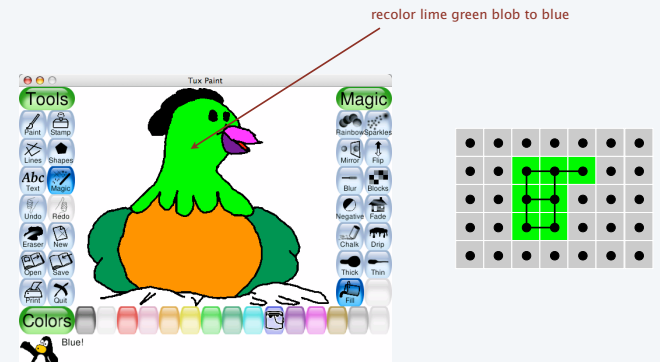 recolor lime green blob to blue
Tux Paint
Tools
Magic
Paint Stamp
Rainbow Sparkles
Lines Shapes
Mirror Flip
Abc
Text Magic
Blur Blocks
Undo Redo
Negative Fade
Eraser New
Chalk Drip
Open Save
Thick Thin
Print Quit
Fill
Colors
Blue!